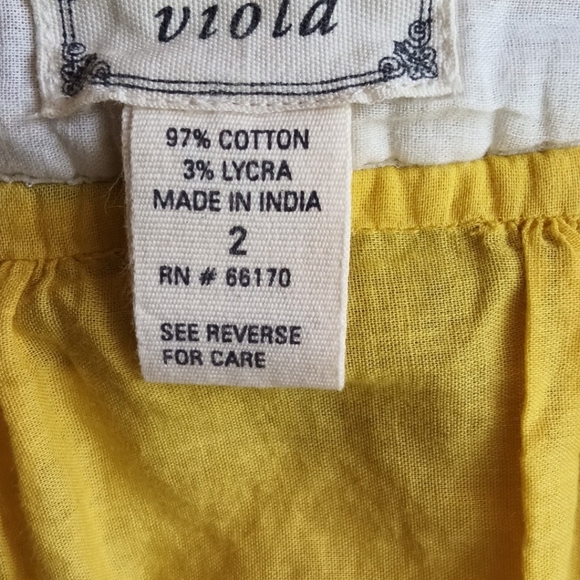 viola
97% COTTON
3% LYCRA
MADE IN INDIA
2
RN # 66170
SEE REVERSE
FOR CARE